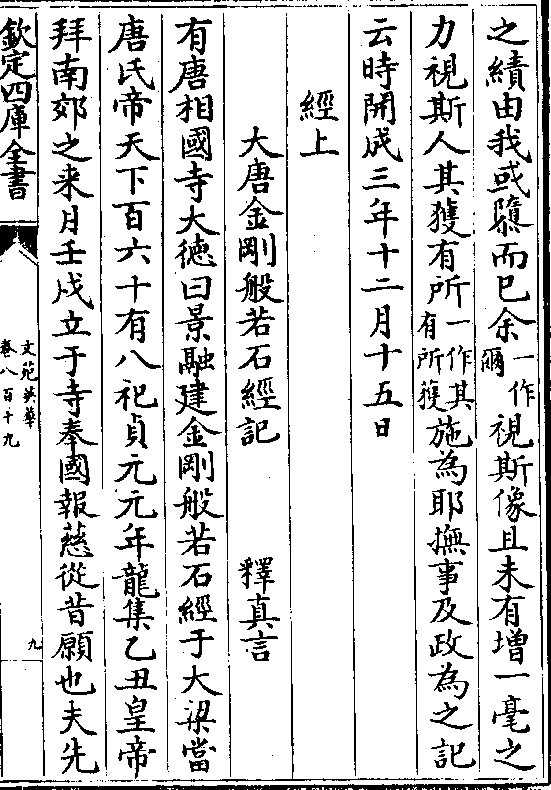 之績由我或隳而已余一作爾視斯像且未有增一毫之
力視斯人其獲有所一作其有所獲施為耶撫事及政為之記
云時開成三年十二月十五日
經上
大唐金剛般若石經記 釋真言
有唐相國寺大德曰景融建金剛般若石經于大梁當
唐氏帝天下百六十有八祀貞元元年龍集乙丑皇帝
拜南郊之来月壬戌立于寺奉國報慈從昔願也夫先
欽定四庫全書
文苑英華
卷八百十九
九